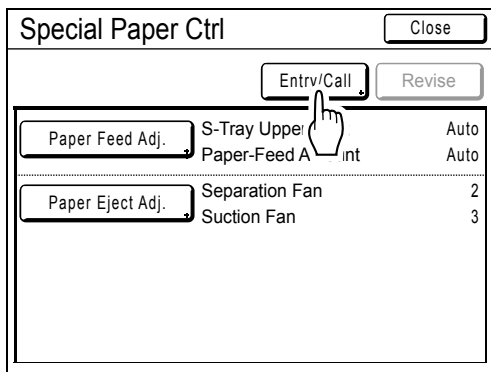 Special Paper Ctrl
Close
Entry/Call
Revise
Paper Feed Adj.
S-Tray Upper
Auto
Paper-Feed A unt
Auto
Paper Eject Adj.
Separation Fan
2
Suction Fan
3